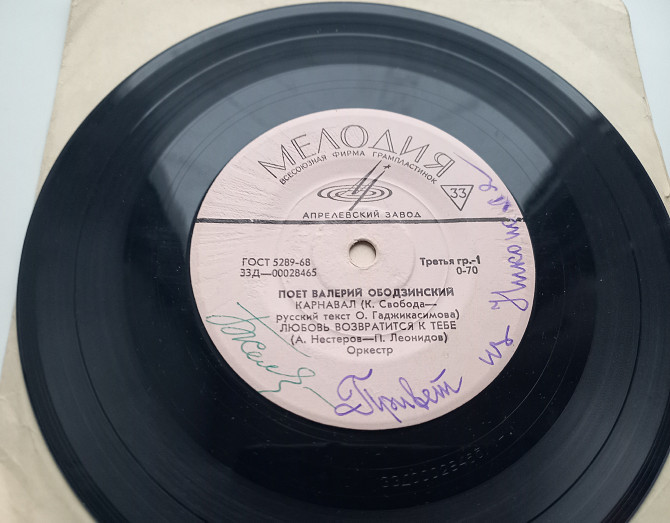 МЕЛОДИЯ
ВСЕСОЮЗНАЯ ФИРМА ГРАМПЛАСТИНОК
33
АПРЕЛЕВСКИЙ ЗАВОД
ГОСТ 5289-68
33Д—00028465
Третья гр.-1
0-70
ПОЕТ ВАЛЕРИЙ ОБОДЗИНСКИЙ
КАРНАВАЛ (К. Свобода—
русский текст О. Гаджикасимова)
ЛЮБОВЬ ВОЗВРАТИТСЯ К ТЕБЕ
(А. Нестеров—П. Леонидов)
Оркестр
Привет из